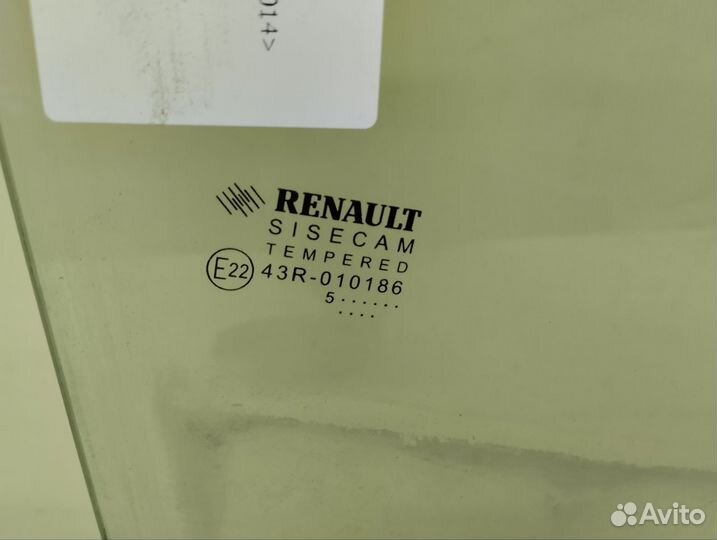 014>
RENAULT
SISECAM
TEMPERED
E22 43R-010186
5......
....
Avito